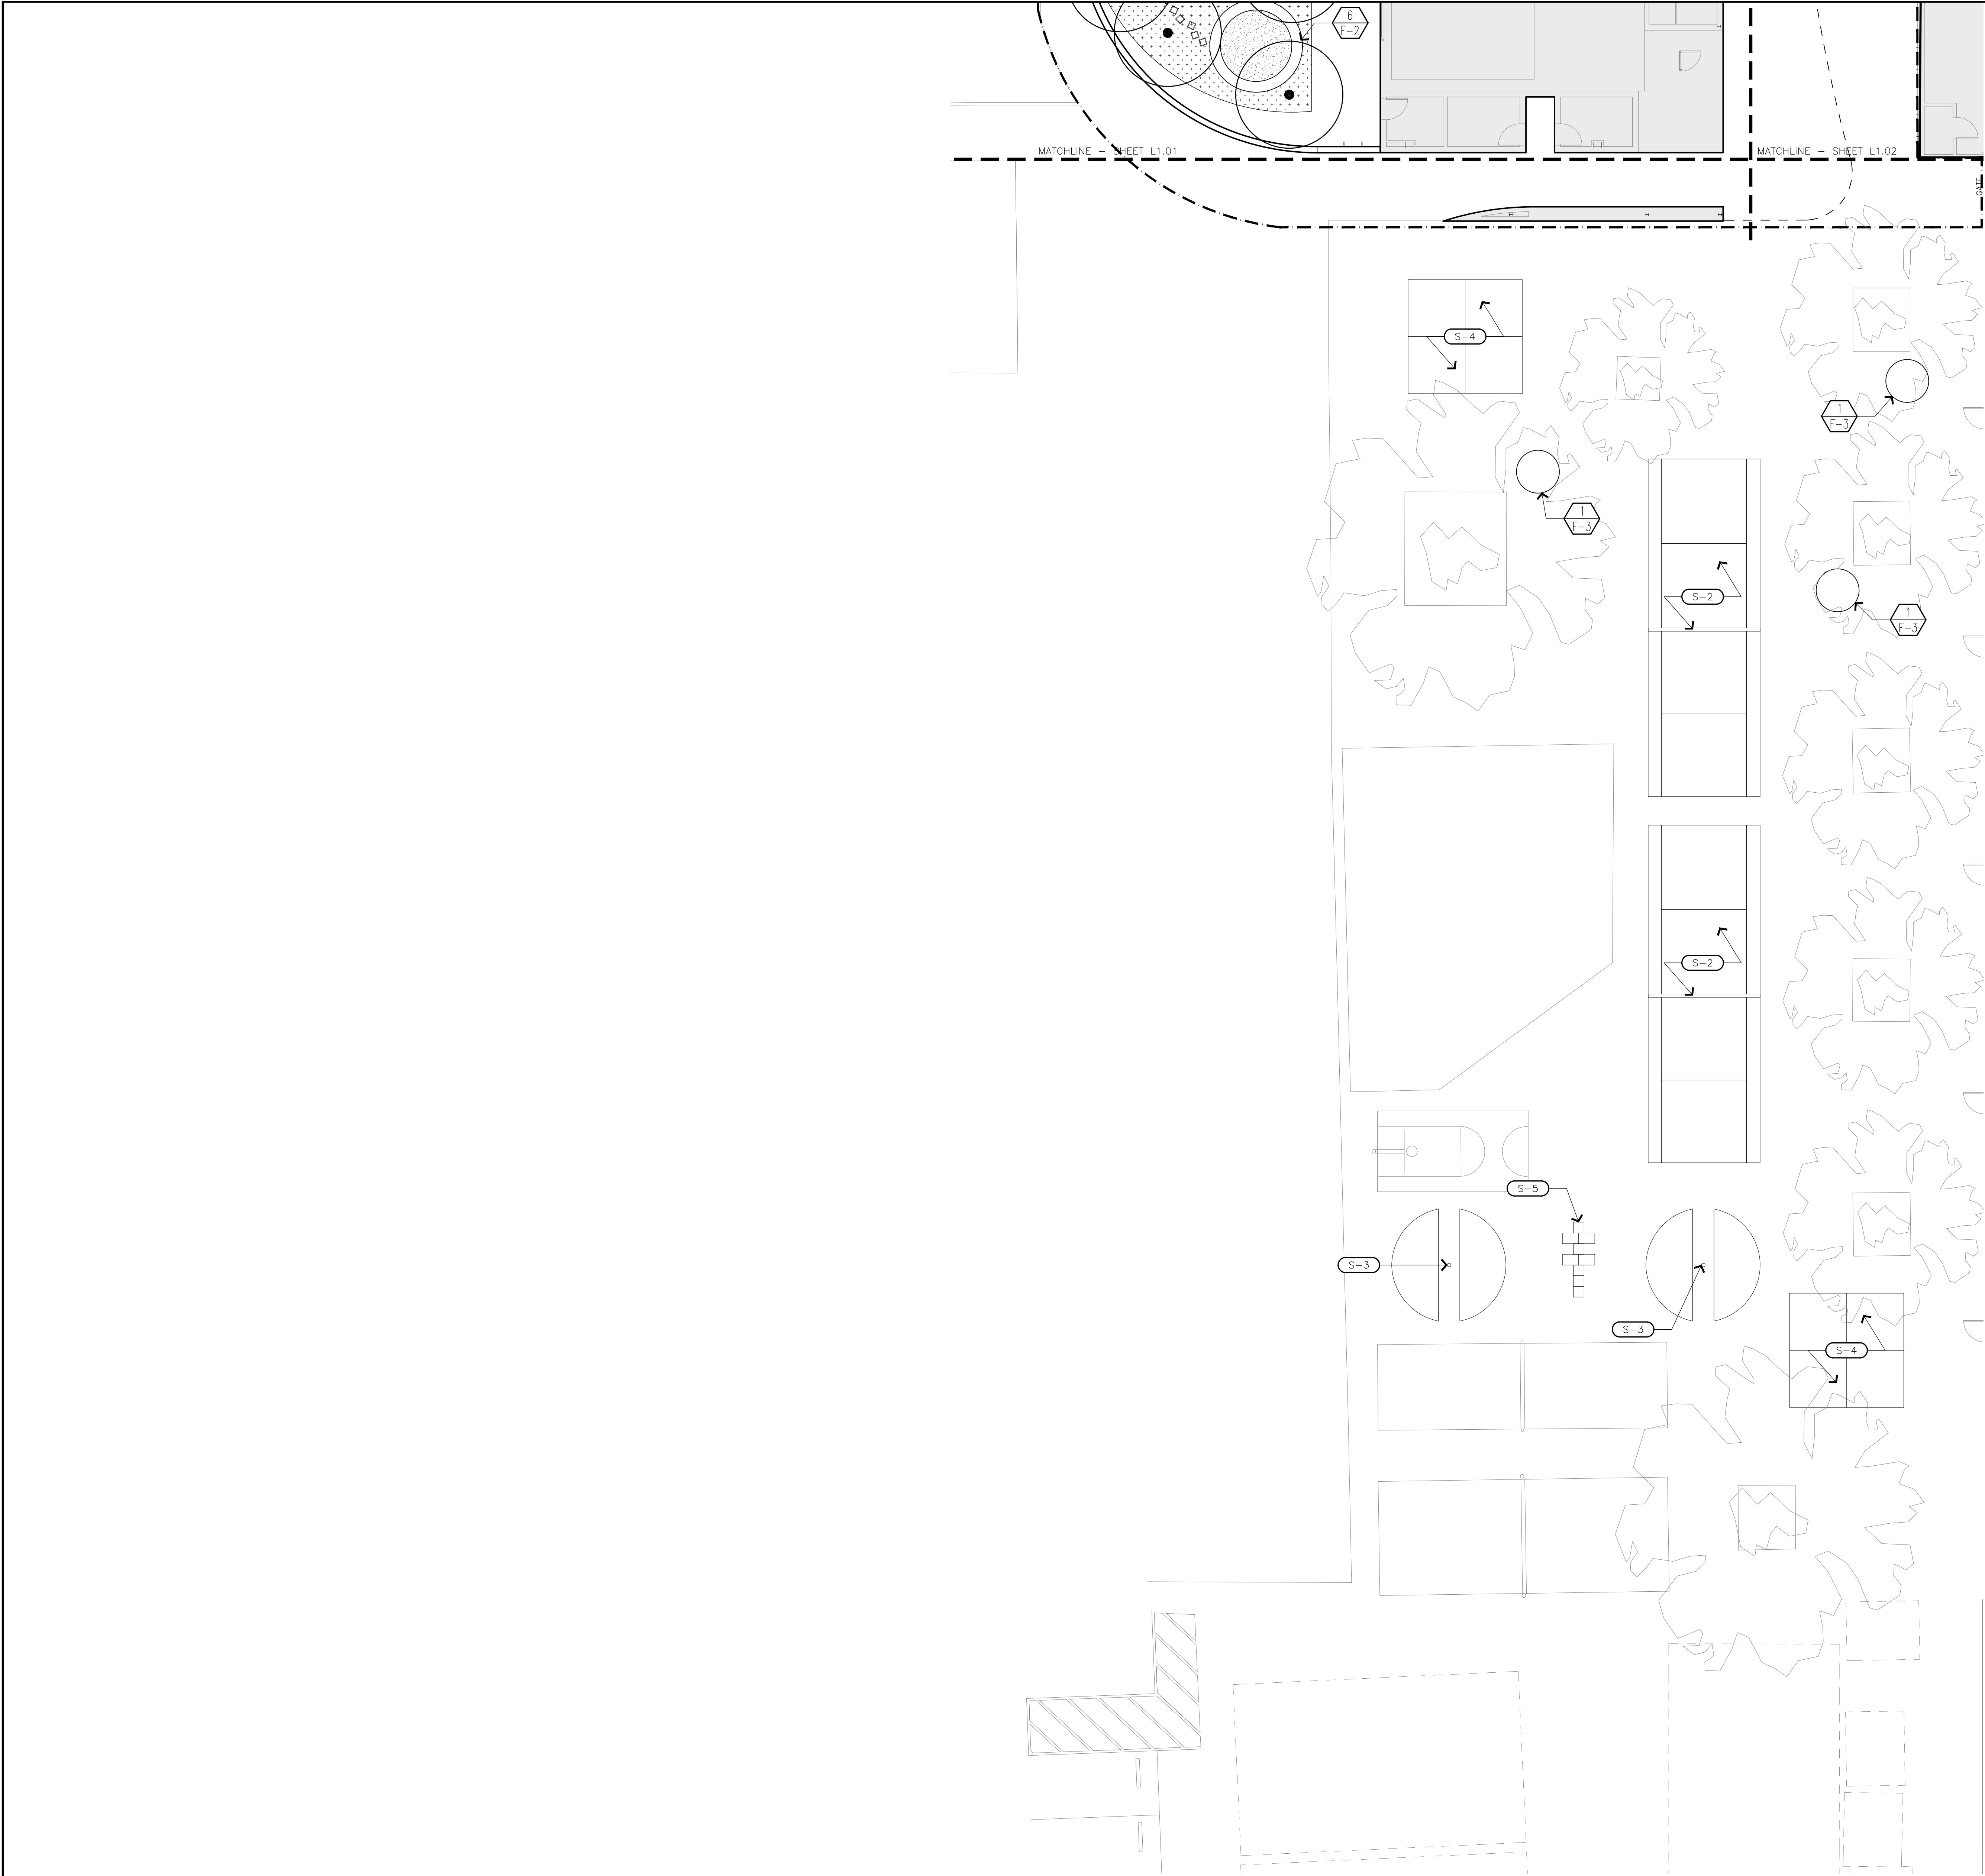 6
F-2
MATCHLINE - SHEET L1.01
MATCHLINE - SHEET L1.02
GATE
S-4
1
F-3
1
F-3
S-2
1
F-3
S-2
S-5
S-3
S-3
S-4